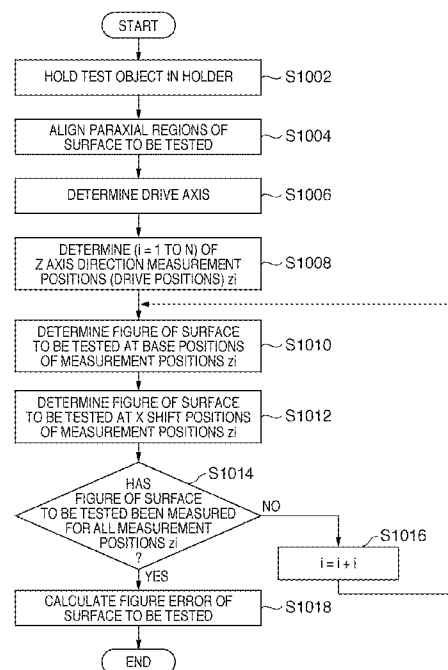 START
HOLD TEST OBJECT IN HOLDER
S1002
ALIGN PARAXIAL REGIONS OF
SURFACE TO BE TESTED
S1004
DETERMINE DRIVE AXIS
S1006
DETERMINE (i = 1 TO N) OF
Z AXIS DIRECTION MEASUREMENT
POSITIONS (DRIVE POSITIONS) zi
S1008
DETERMINE FIGURE OF SURFACE
TO BE TESTED AT BASE POSITIONS
OF MEASUREMENT POSITIONS zi
S1010
DETERMINE FIGURE OF SURFACE
TO BE TESTED AT X SHIFT POSITIONS
OF MEASUREMENT POSITIONS zi
S1012
S1014
HAS
FIGURE OF SURFACE
TO BE TESTED BEEN MEASURED
FOR ALL MEASUREMENT
POSITIONS zi
?
NO
S1016
i = i + i
YES
CALCULATE FIGURE ERROR OF
SURFACE TO BE TESTED
S1018
END